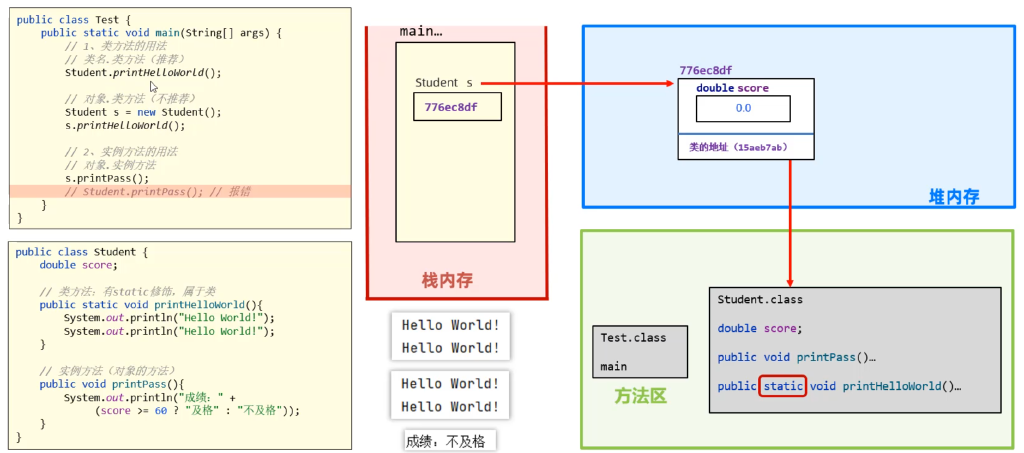 public class Test {
public static void main(String[] args) {
// 1、类方法的用法
// 类名.类方法（推荐）
Student.printHelloWorld();
// 对象.类方法（不推荐）
Student s = new Student();
s.printHelloWorld();
// 2、实例方法的用法
// 对象.实例方法
s.printPass();
// Student.printPass(); // 报错
}
}
public class Student {
double score;
// 类方法：有static修饰，属于类
public static void printHelloWorld(){
System.out.println("Hello World!");
System.out.println("Hello World!");
}
// 实例方法（对象的方法）
public void printPass(){
System.out.println("成绩：" +
(score >= 60 ? "及格" : "不及格"));
}
}
main…
Student s
776ec8df
栈内存
Hello World!
Hello World!
Hello World!
Hello World!
成绩：不及格
776ec8df
double score
0.0
类的地址（15aeb7ab）
堆内存
Test.class
main
方法区
Student.class
double score;
public void printPass()…
public static void printHelloWorld()…